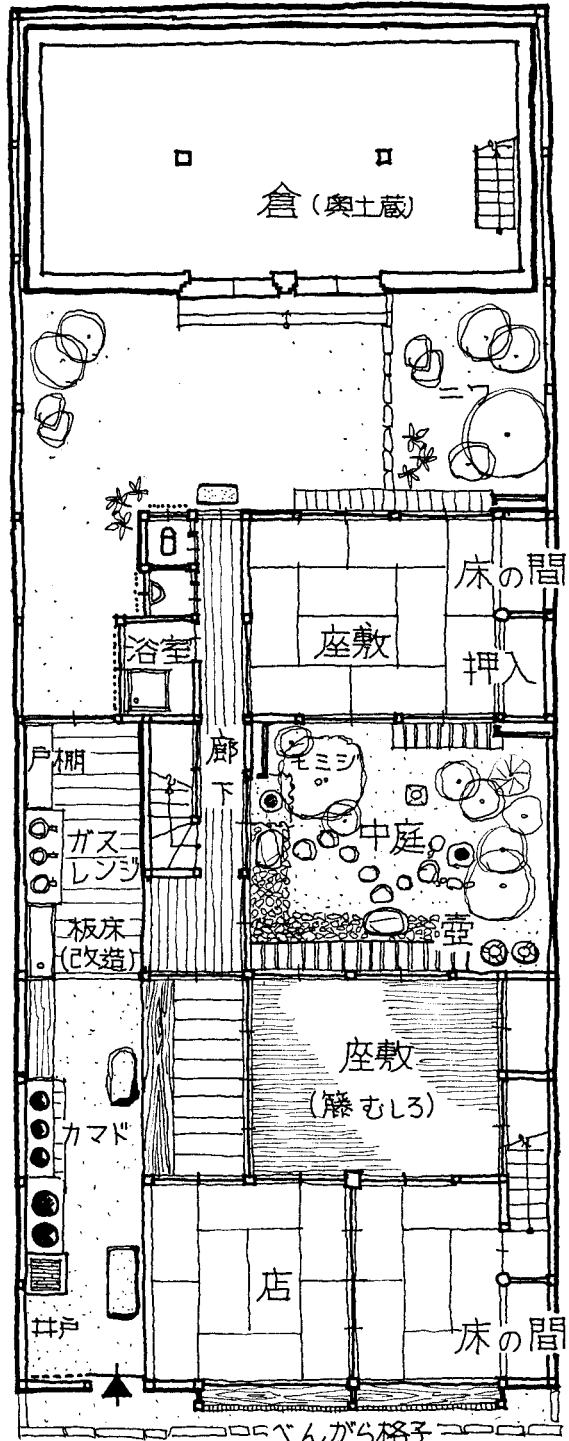 倉(奥土蔵)
ニワ
床の間
座敷
押入
浴室
廊下
モミジ
戸棚
ガス
レンジ
中庭
板床
(改造)
壺
座敷
(籐むしろ)
カマド
店
井戸
床の間
べんがら格子